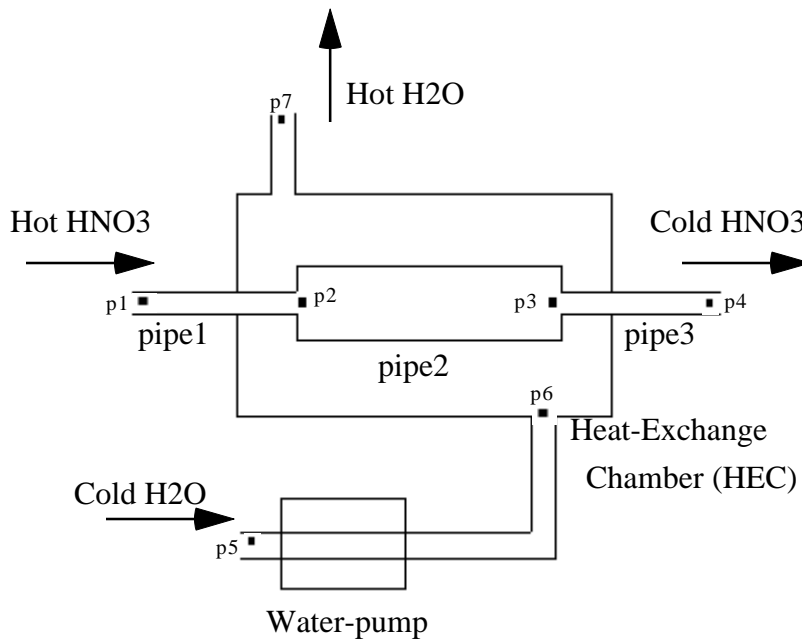 p7
Hot H2O
Hot HNO3
Cold HNO3
p1
p2
p3
p4
pipe1
pipe2
pipe3
p6
Heat-Exchange
Chamber (HEC)
Cold H2O
p5
Water-pump